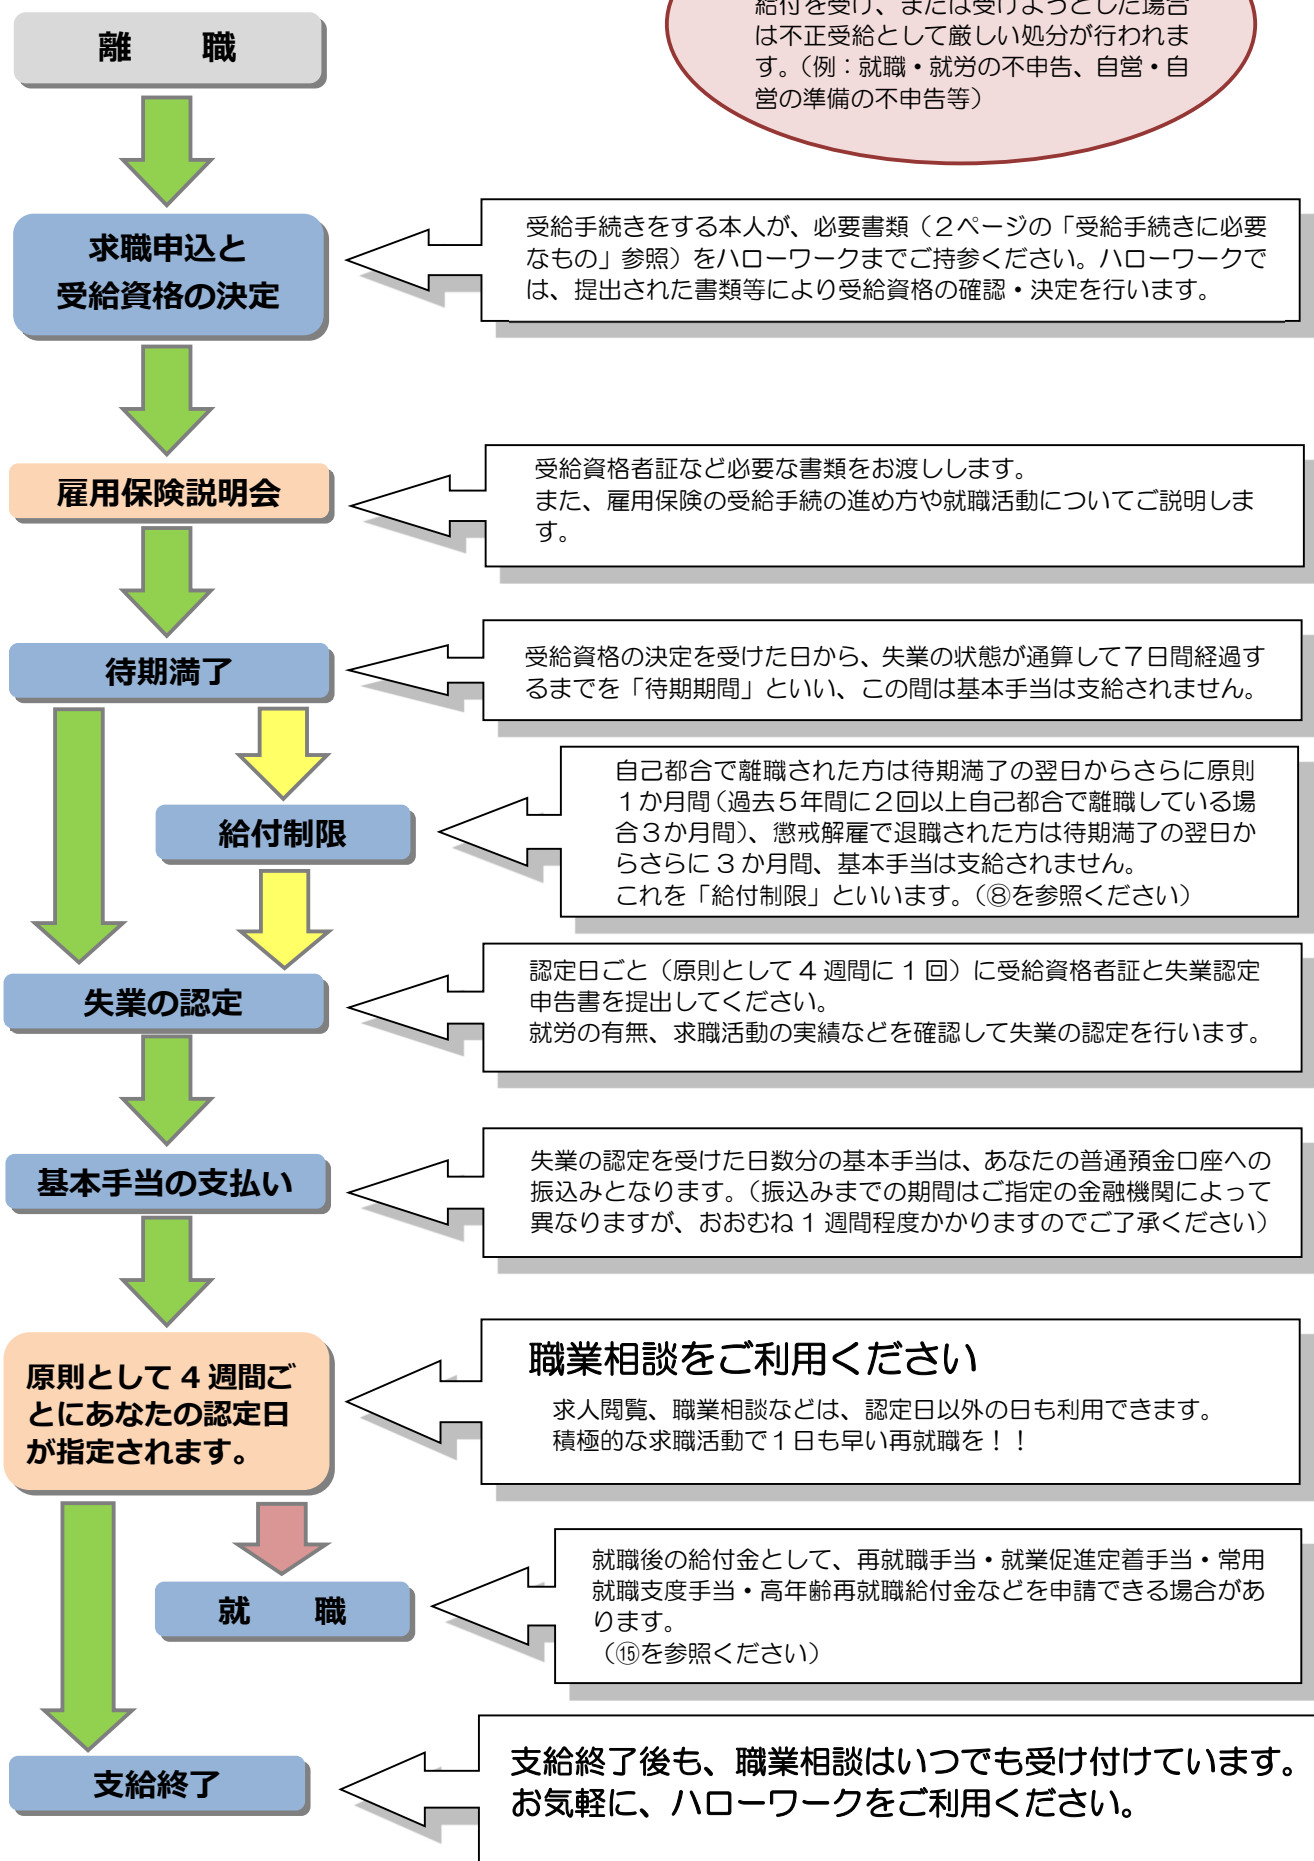 給付を受け、または受けようとした場合
は不正受給として厳しい処分が行われま
す。（例：就職・就労の不申告、自営・自
営の準備の不申告等）
離　職
求職申込と
受給資格の決定
受給手続きをする本人が、必要書類（２ページの「受給手続きに必要
なもの」参照）をハローワークまでご持参ください。ハローワークで
は、提出された書類等により受給資格の確認・決定を行います。
雇用保険説明会
受給資格者証など必要な書類をお渡しします。
また、雇用保険の受給手続の進め方や就職活動についてご説明しま
す。
待期満了
受給資格の決定を受けた日から、失業の状態が通算して７日間経過す
るまでを「待期期間」といい、この間は基本手当は支給されません。
給付制限
自己都合で離職された方は待期満了の翌日からさらに原則
１か月間（過去５年間に２回以上自己都合で離職している場
合３か月間）、懲戒解雇で退職された方は待期満了の翌日か
らさらに３か月間、基本手当は支給されません。
これを「給付制限」といいます。（⑧を参照ください）
失業の認定
認定日ごと（原則として４週間に１回）に受給資格者証と失業認定
申告書を提出してください。
就労の有無、求職活動の実績などを確認して失業の認定を行います。
基本手当の支払い
失業の認定を受けた日数分の基本手当は、あなたの普通預金口座への
振込みとなります。（振込みまでの期間はご指定の金融機関によって
異なりますが、おおむね１週間程度かかりますのでご了承ください）
原則として４週間ご
とにあなたの認定日
が指定されます。
職業相談をご利用ください
求人閲覧、職業相談などは、認定日以外の日も利用できます。
積極的な求職活動で１日も早い再就職を！！
就　職
就職後の給付金として、再就職手当・就業促進定着手当・常用
就職支度手当・高年齢再就職給付金などを申請できる場合があ
ります。
（⑮を参照ください）
支給終了
支給終了後も、職業相談はいつでも受け付けています。
お気軽に、ハローワークをご利用ください。